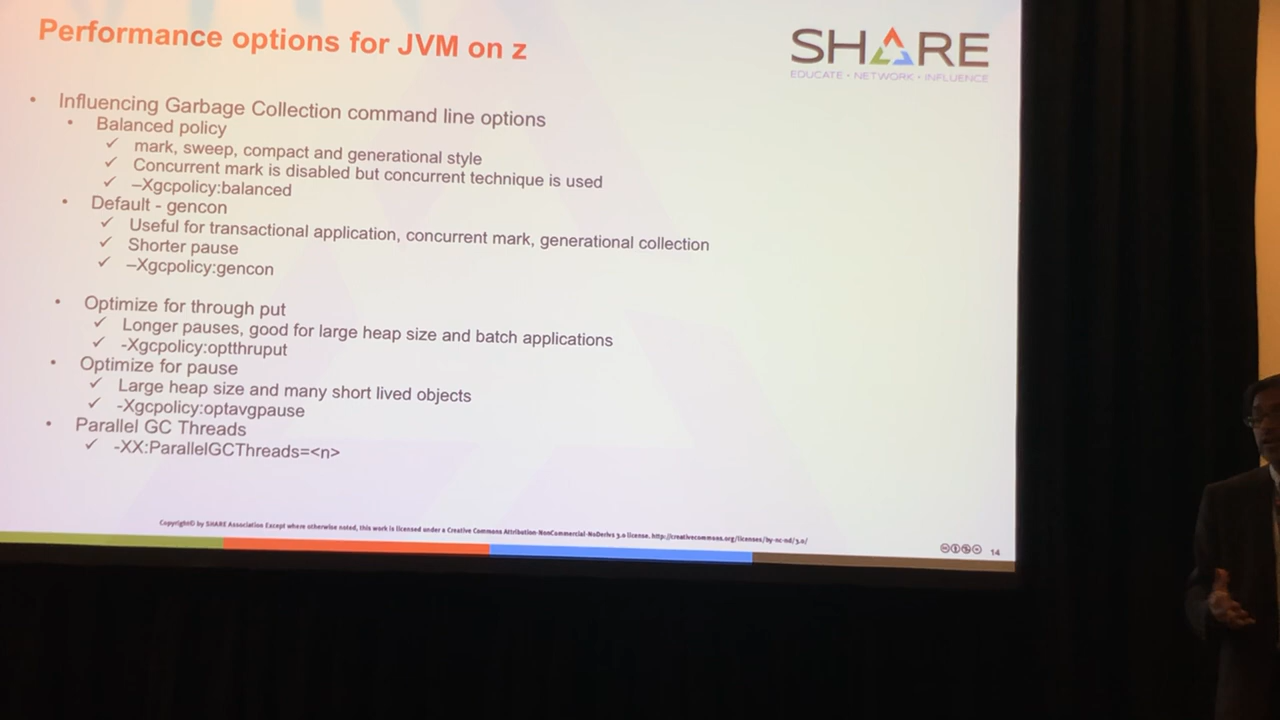 Performance options for JVM on z
SHARE
EDUCATE • NETWORK • INFLUENCE
• Influencing Garbage Collection command line options
• Balanced policy
✓ mark, sweep, compact and generational style
✓ Concurrent mark is disabled but concurrent technique is used
✓ –Xgcpolicy:balanced
• Default - gencon
✓ Useful for transactional application, concurrent mark, generational collection
✓ Shorter pause
✓ –Xgcpolicy:gencon
• Optimize for through put
✓ Longer pauses, good for large heap size and batch applications
✓ -Xgcpolicy:optthruput
• Optimize for pause
✓ Large heap size and many short lived objects
✓ -Xgcpolicy:optavgpause
• Parallel GC Threads
✓ -XX:ParallelGCThreads=<n>
Copyright© by SHARE Association Except where otherwise noted, this work is licensed under a Creative Commons Attribution-NonCommercial-NoDerivs 3.0 license. http://creativecommons.org/licenses/by-nc-nd/3.0/
14